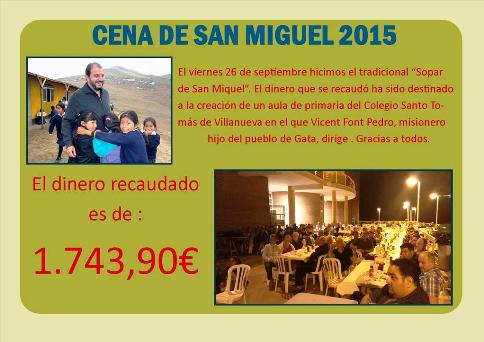 CENA DE SAN MIGUEL 2015
El viernes 26 de septiembre hicimos el tradicional "Sopar
de San Miquel". El dinero que se recaudó ha sido destinado
a la creación de un aula de primaria del Colegio Santo To-
más de Villanueva en el que Vicent Font Pedro, misionero
hijo del pueblo de Gata, dirige . Gracias a todos.
El dinero recaudado
es de :
1.743,90€